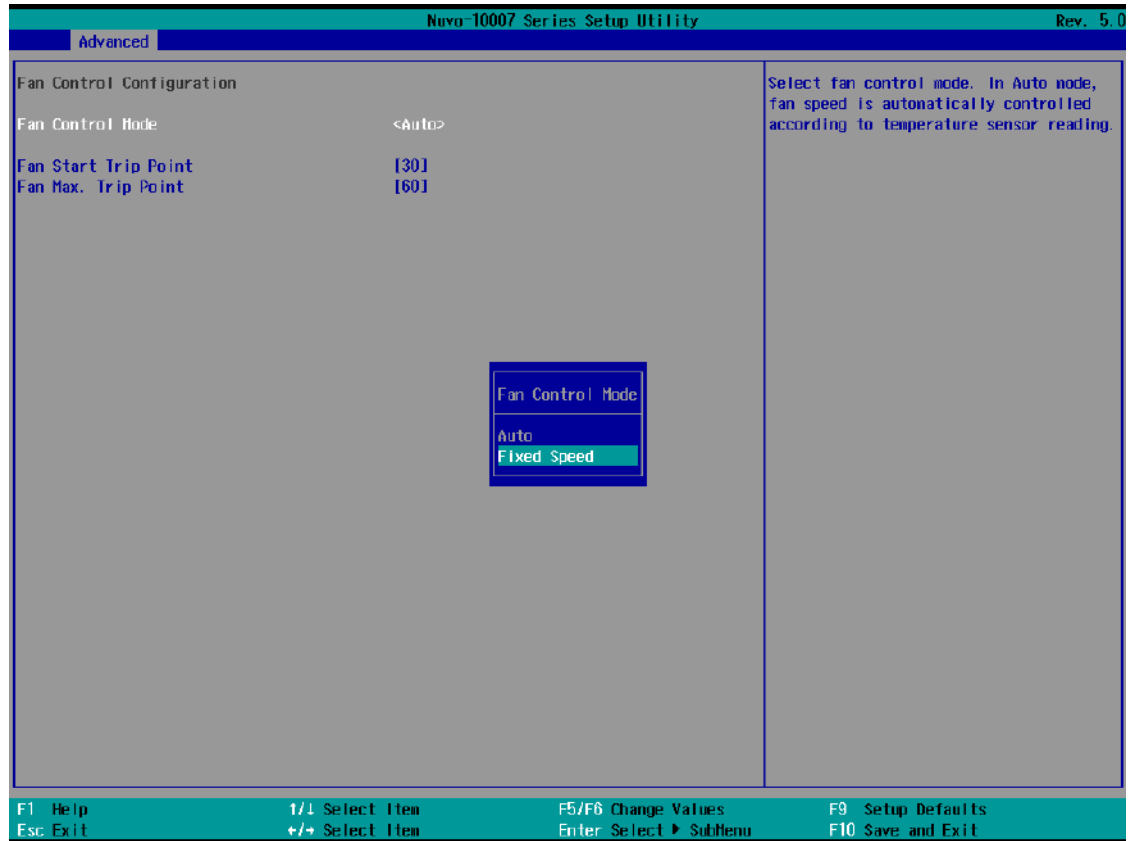 Nuvo-10007 Series Setup Utility Rev. 5.0
Advanced
Fan Control Configuration
Fan Control Mode <Auto>
Fan Start Trip Point [30]
Fan Max. Trip Point [60]
Select fan control mode. In Auto mode,
fan speed is automatically controlled
according to temperature sensor reading.
Fan Control Mode
Auto
Fixed Speed
F1 Help ↑/↓ Select Item F5/F6 Change Values F9 Setup Defaults
Esc Exit ←/→ Select Item Enter Select ▶ SubMenu F10 Save and Exit